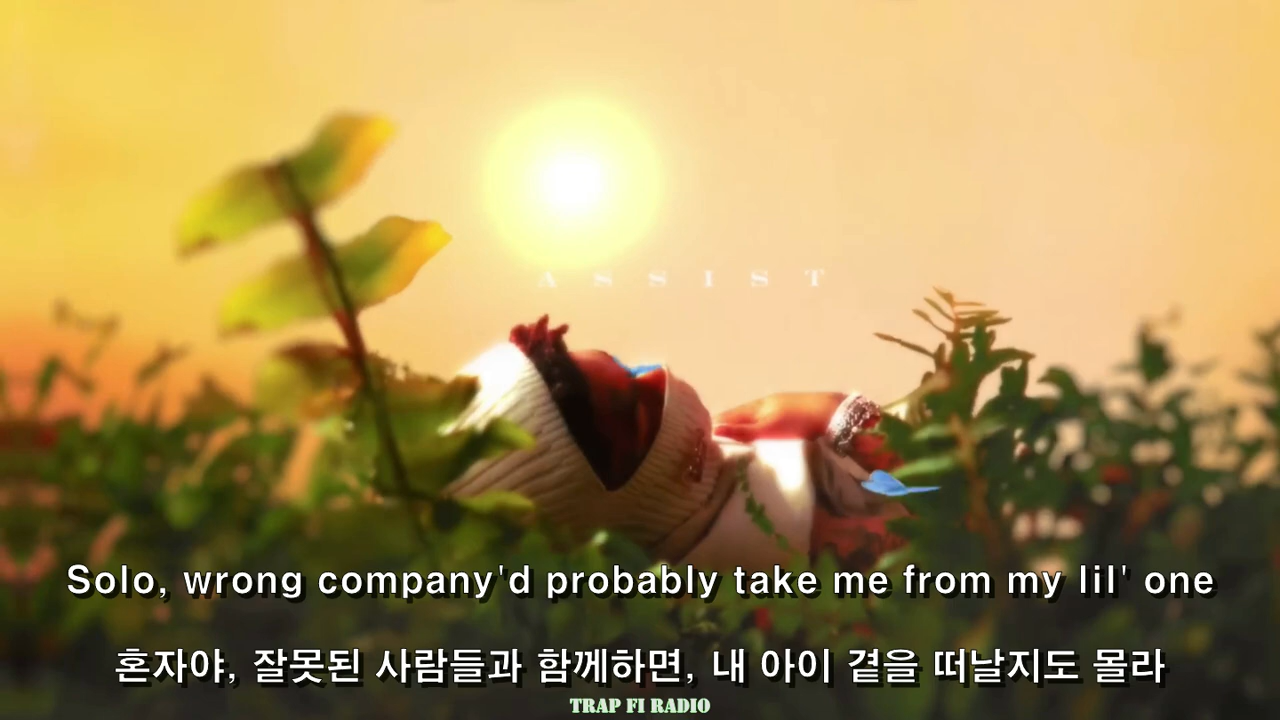 ASSIST
Solo, wrong company'd probably take me from my lil' one
혼자야, 잘못된 사람들과 함께하면, 내 아이 곁을 떠날지도 몰라
TRAP FI RADIO